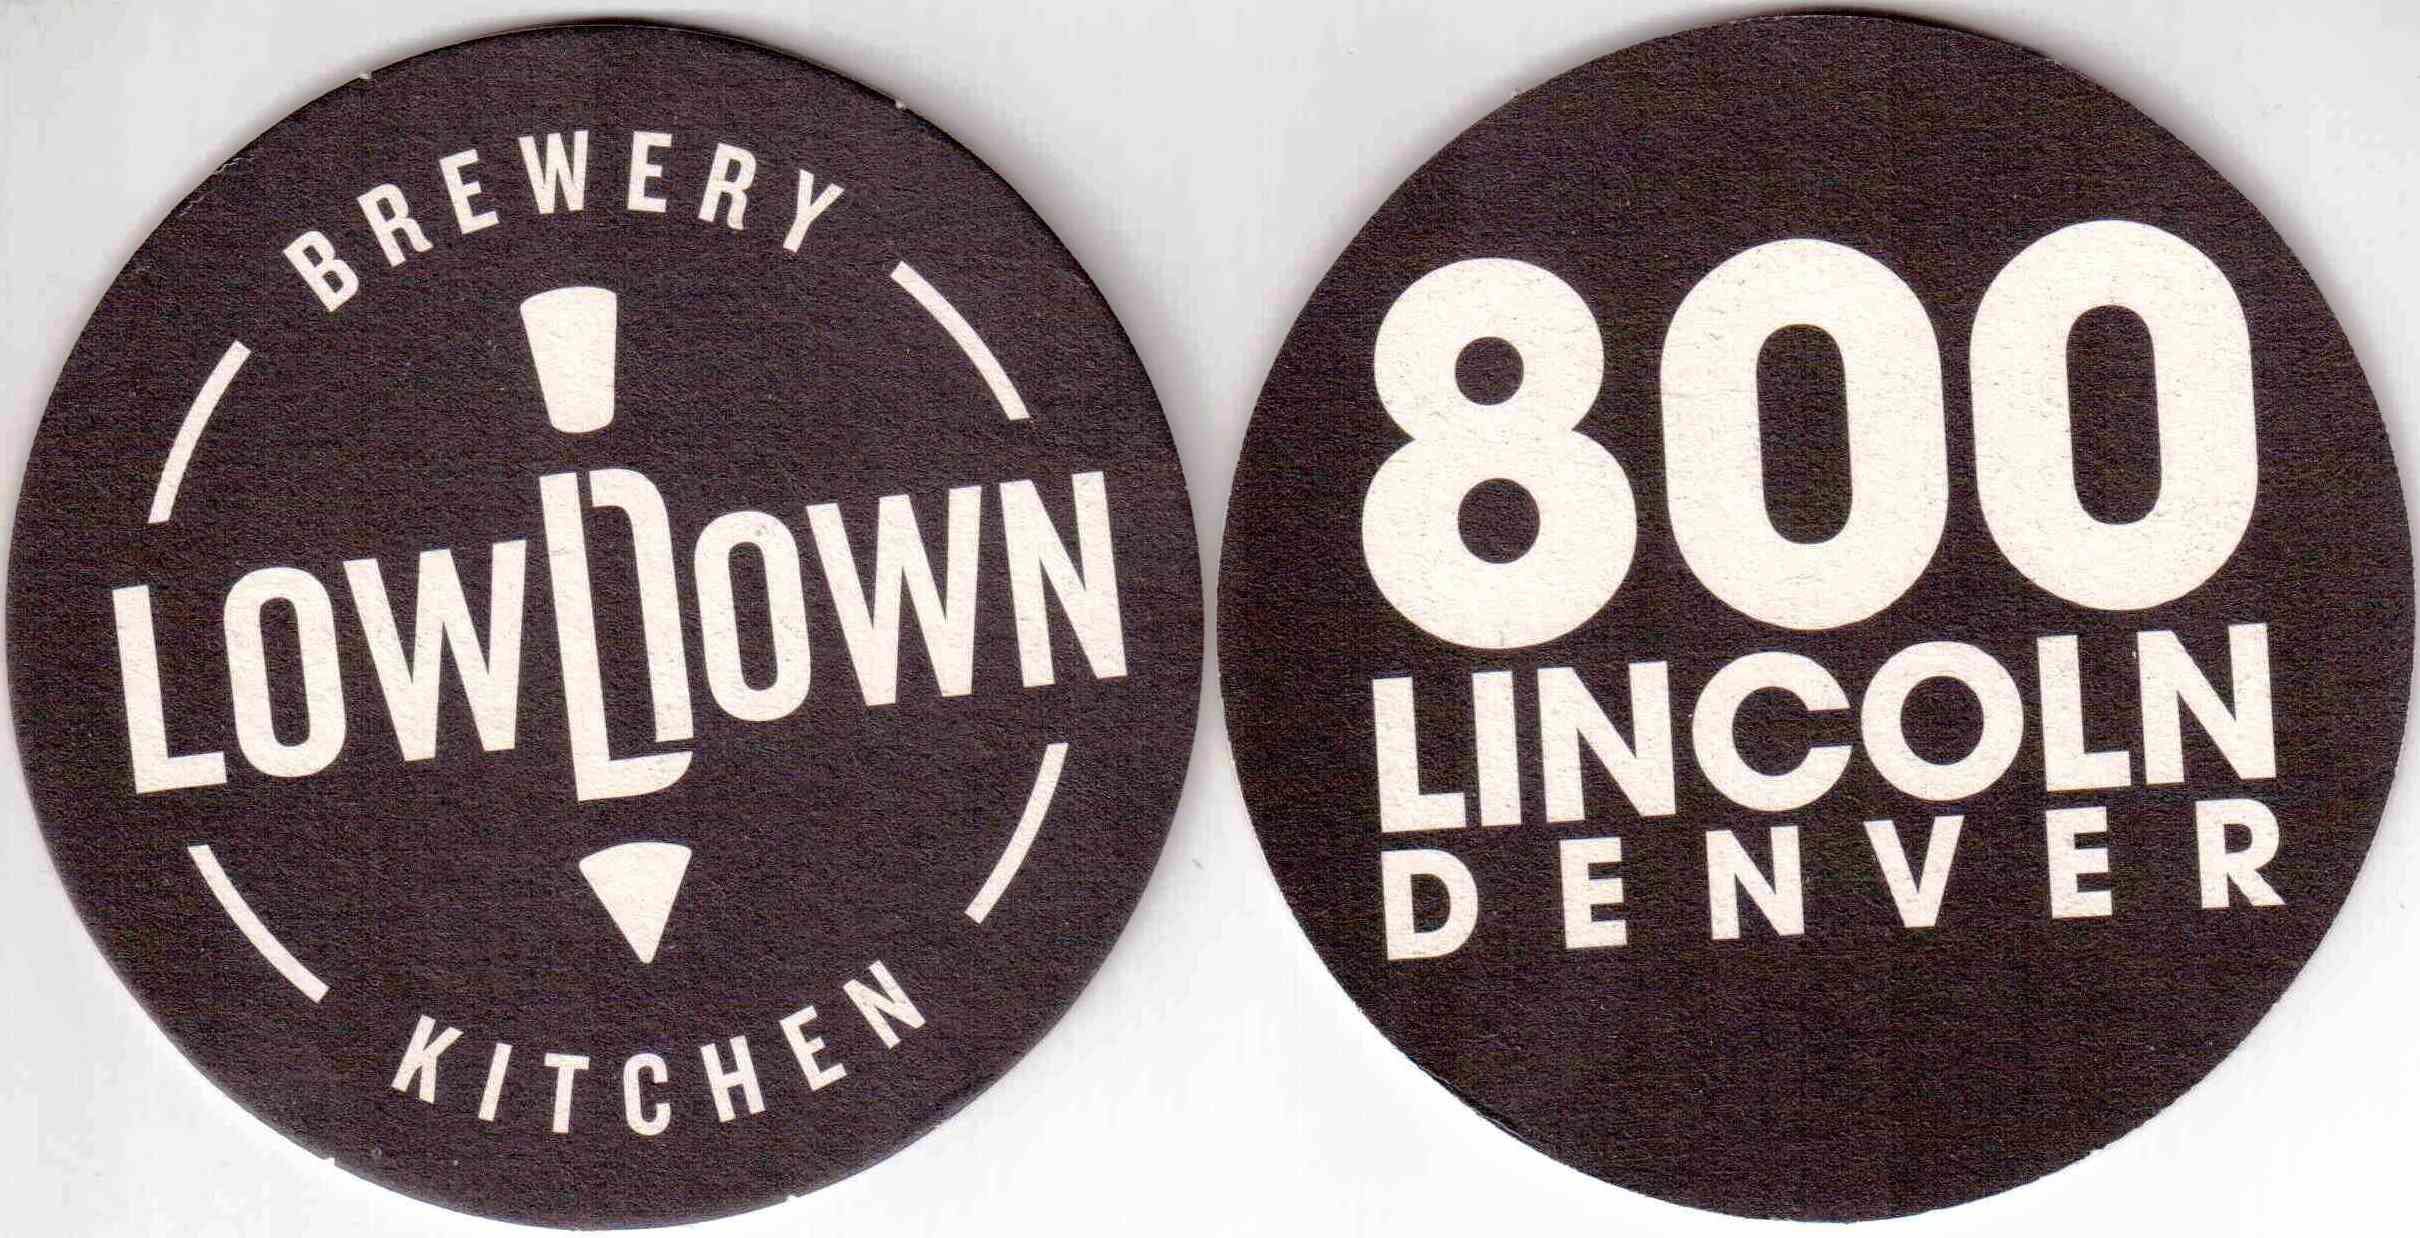 BREWERY
LOWDOWN
KITCHEN
800
LINCOLN
DENVER